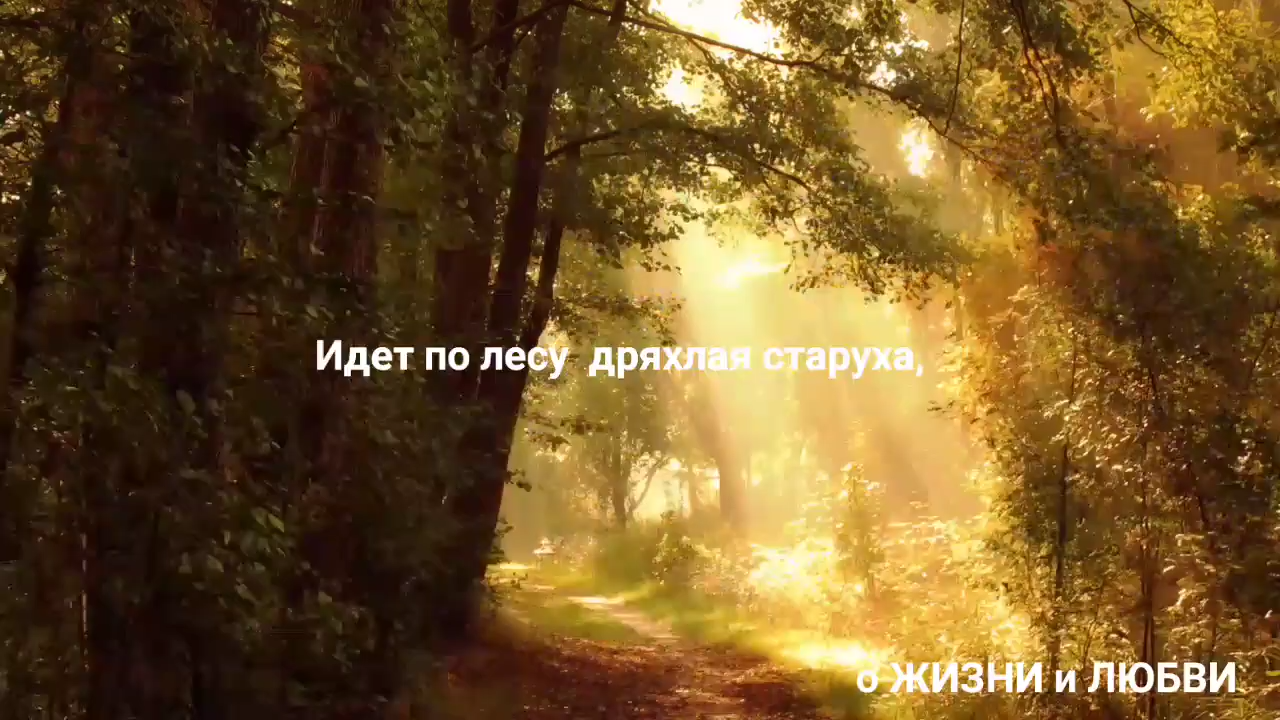 Идет по лесу  дряхлая старуха,
о ЖИЗНИ и ЛЮБВИ